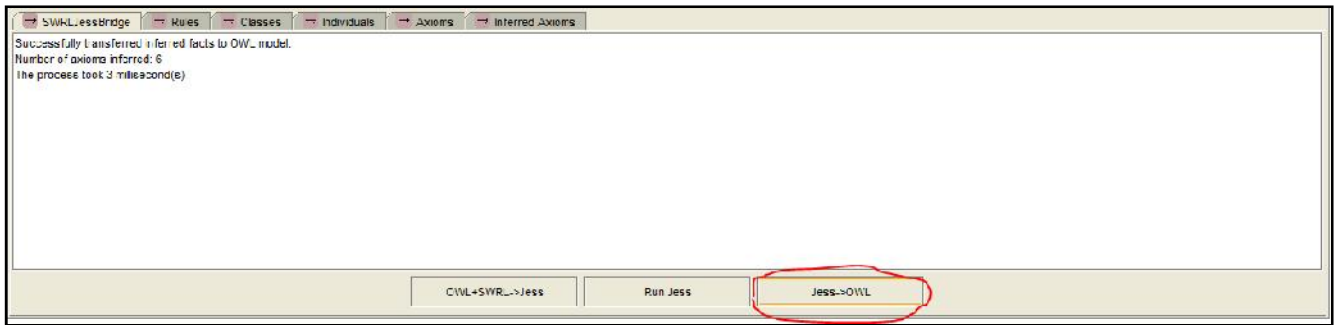 SWRLJessBridge Rules Classes Individuals Axioms Inferred Axioms
Successfully transferred inferred facts to OWL model.
Number of axioms inferred: 6
The process took 3 millisecond(s)
OWL+SWRL->Jess Run Jess Jess->OWL